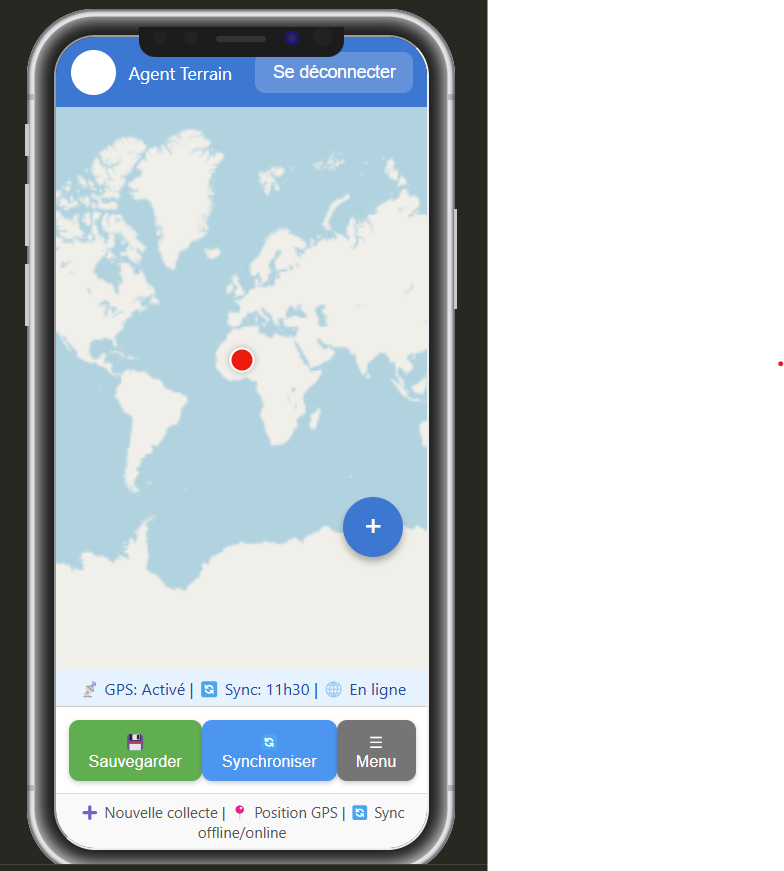 Agent Terrain
Se déconnecter
+
GPS: Activé | Sync: 11h30 | En ligne
Sauvegarder
Synchroniser
Menu
Nouvelle collecte | Position GPS | Sync
offline/online